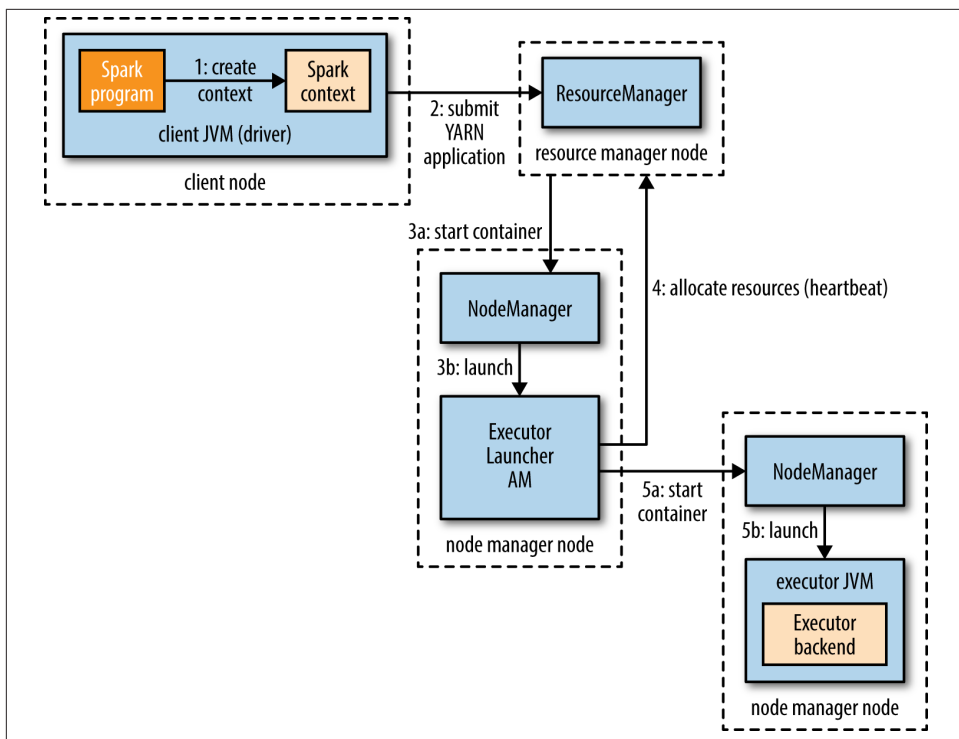 Spark
program
1: create
context
Spark
context
client JVM (driver)
client node
2: submit
YARN
application
ResourceManager
resource manager node
3a: start container
NodeManager
3b: launch
Executor
Launcher
AM
node manager node
4: allocate resources (heartbeat)
5a: start
container
NodeManager
5b: launch
executor JVM
Executor
backend
node manager node